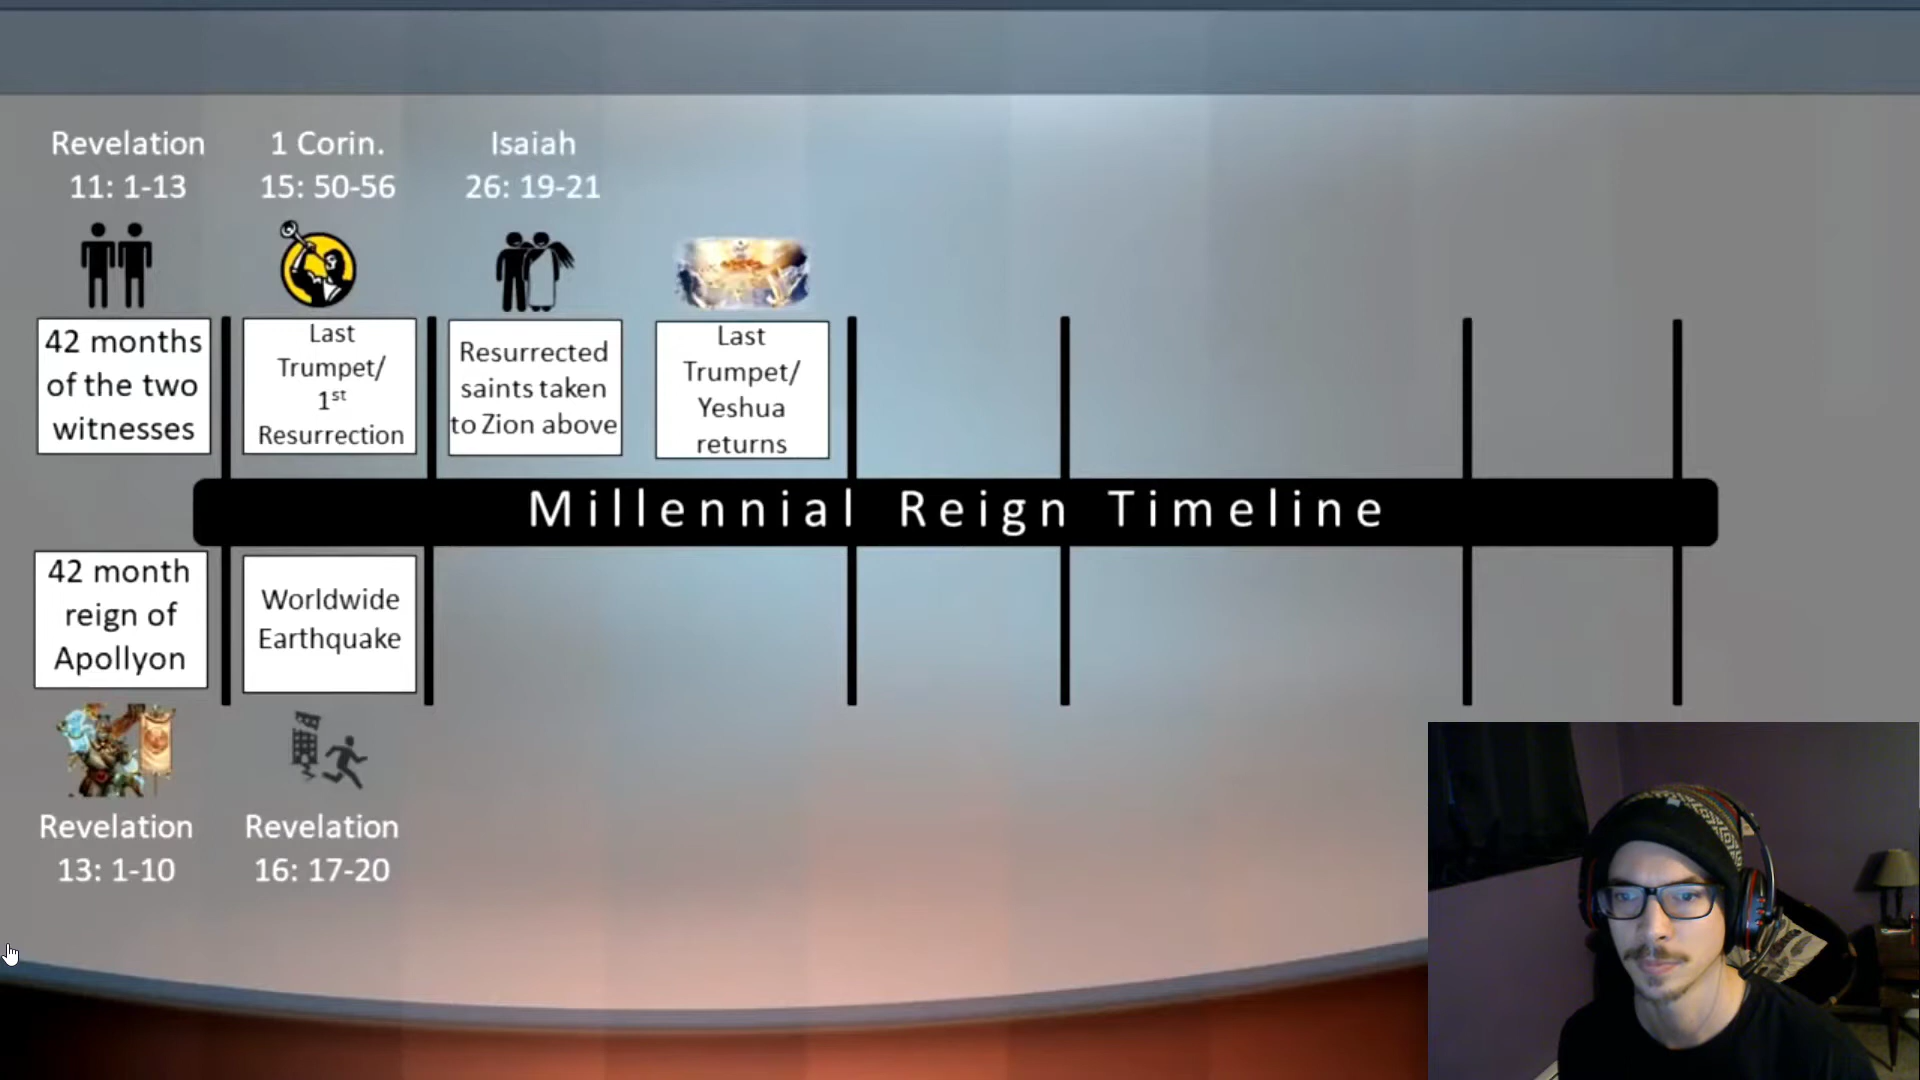 Revelation
11: 1-13
1 Corin.
15: 50-56
Isaiah
26: 19-21
42 months
of the two
witnesses
Last
Trumpet/
1st
Resurrection
Resurrected
saints taken
to Zion above
Last
Trumpet/
Yeshua
returns
Millennial Reign Timeline
42 month
reign of
Apollyon
Worldwide
Earthquake
Revelation
13: 1-10
Revelation
16: 17-20